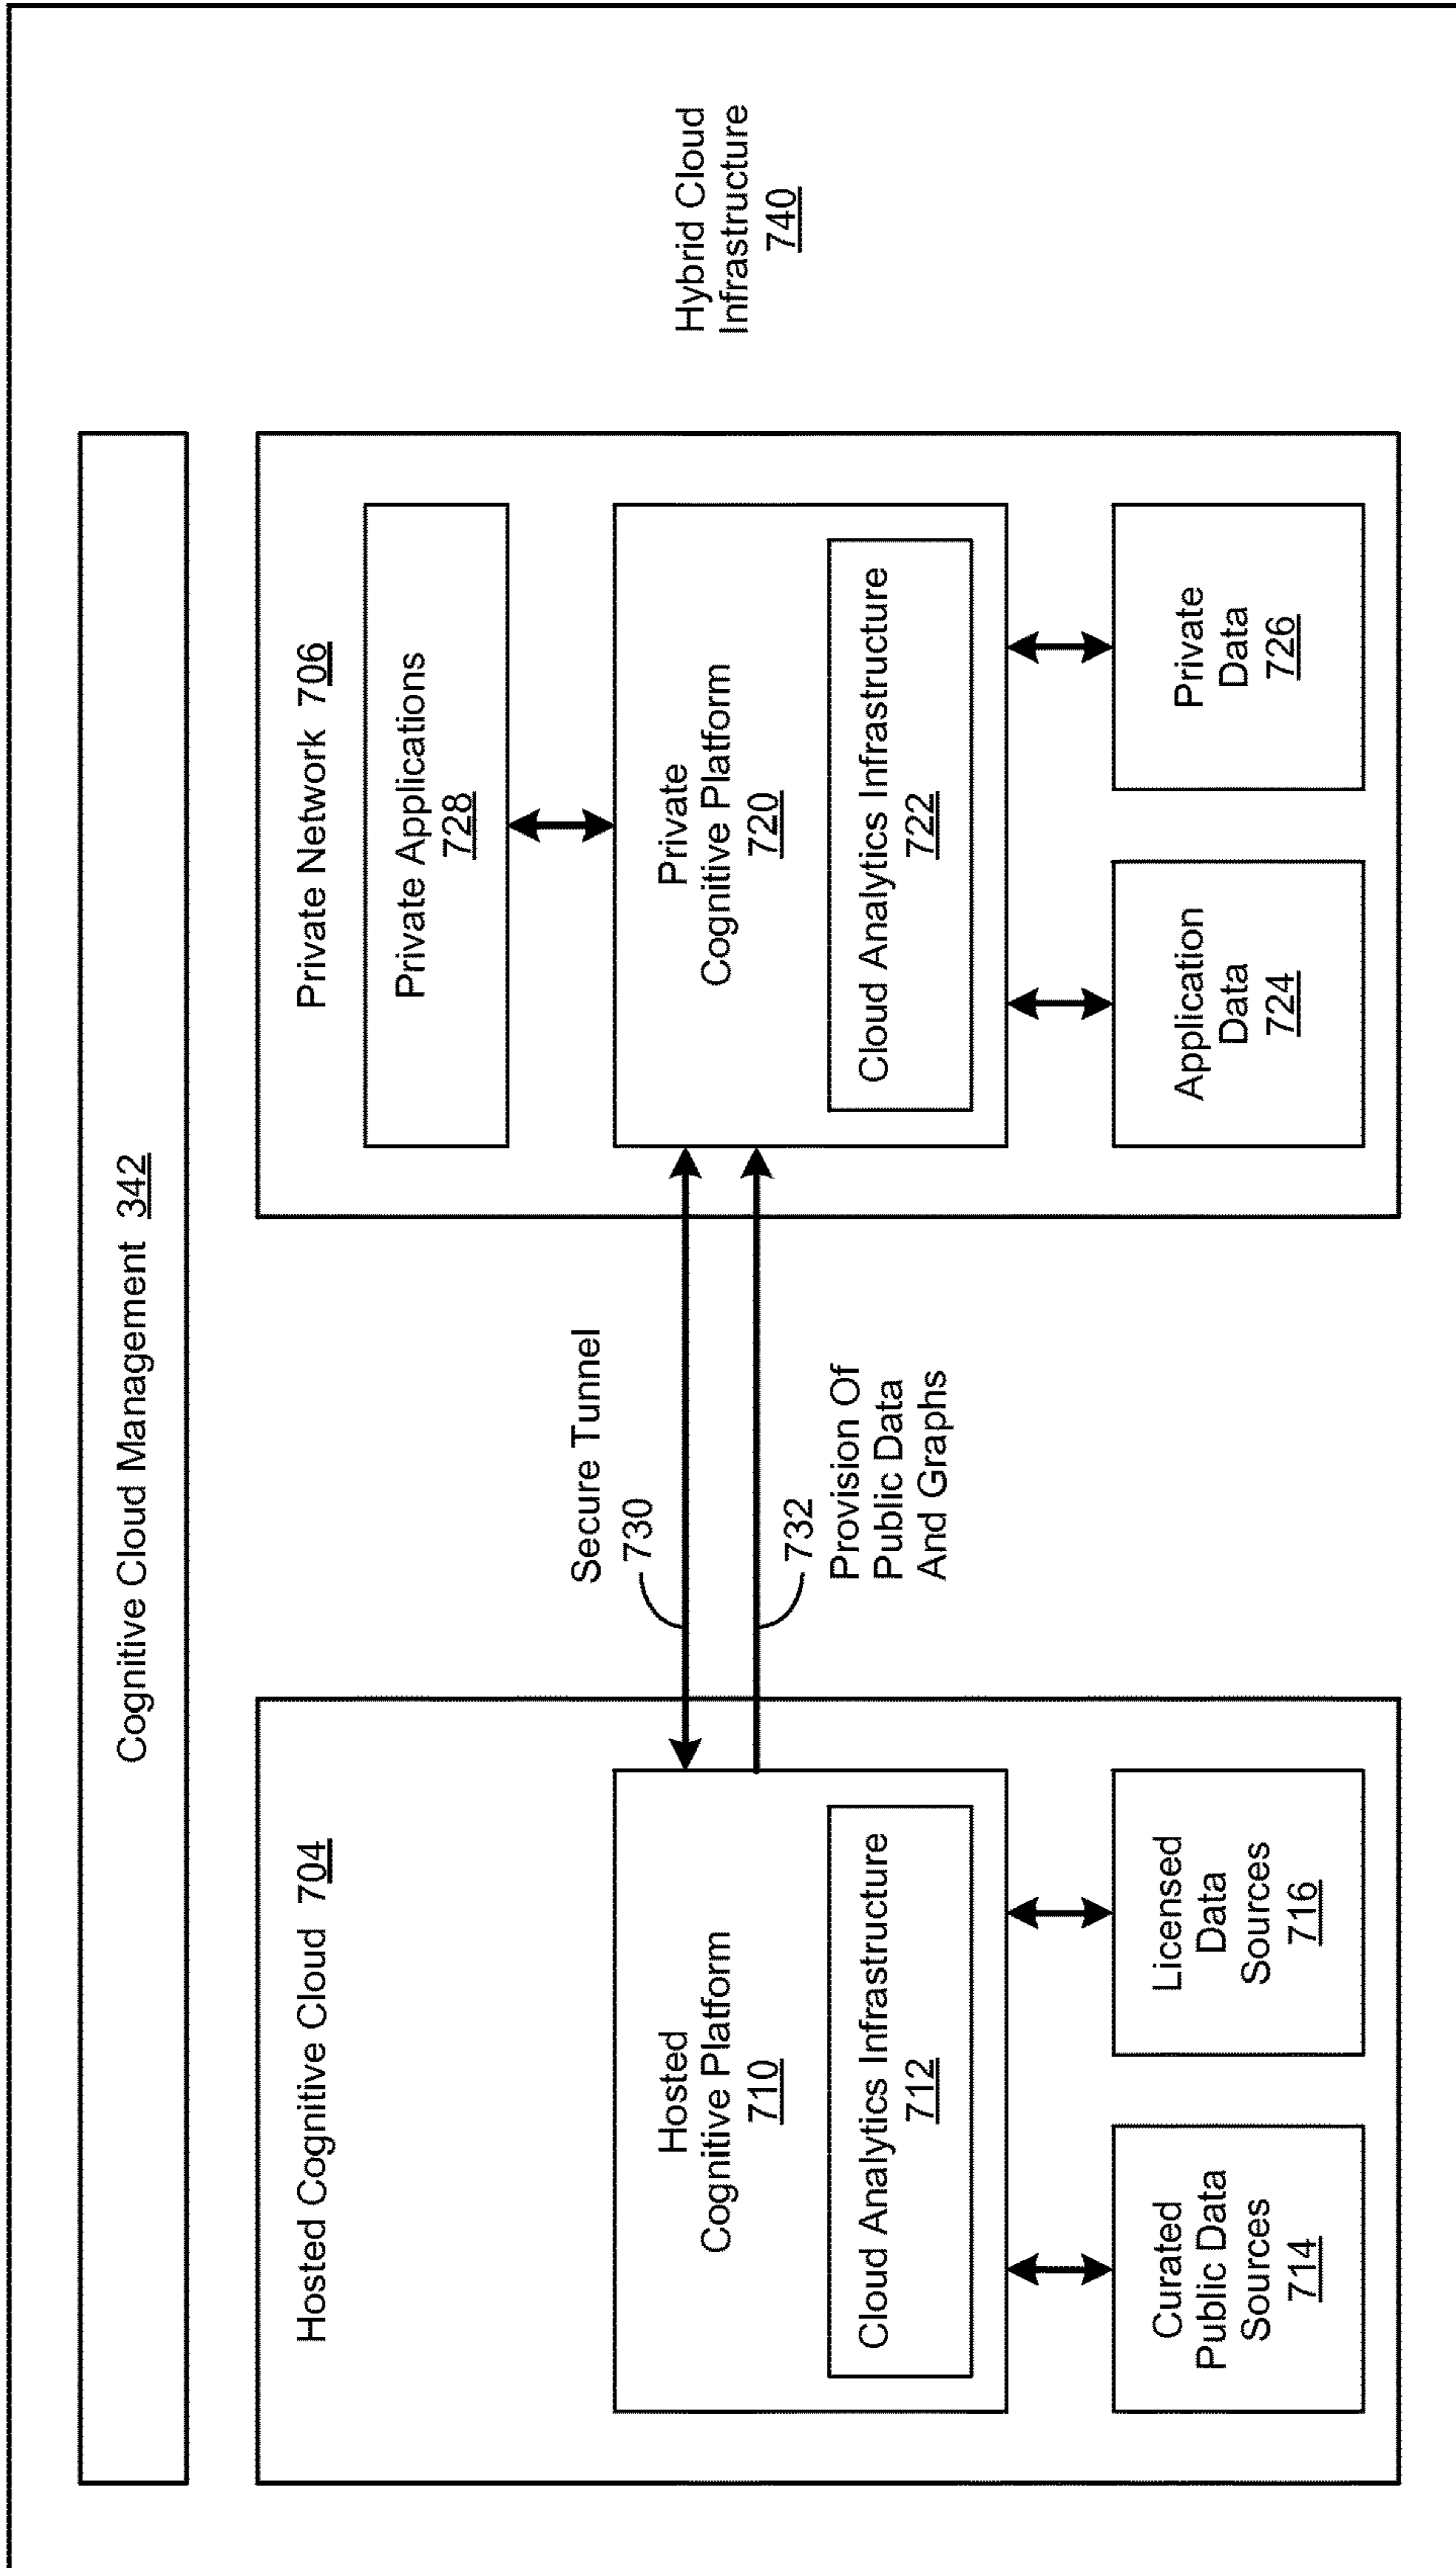 Cognitive Cloud Management 342
Hosted Cognitive Cloud 704
Hosted
Cognitive Platform
710
Cloud Analytics Infrastructure
712
Curated
Public Data
Sources
714
Licensed
Data
Sources
716
Secure Tunnel
730
732
Provision Of
Public Data
And Graphs
Private Network 706
Private Applications
728
Private
Cognitive Platform
720
Cloud Analytics Infrastructure
722
Application
Data
724
Private
Data
726
Hybrid Cloud
Infrastructure
740